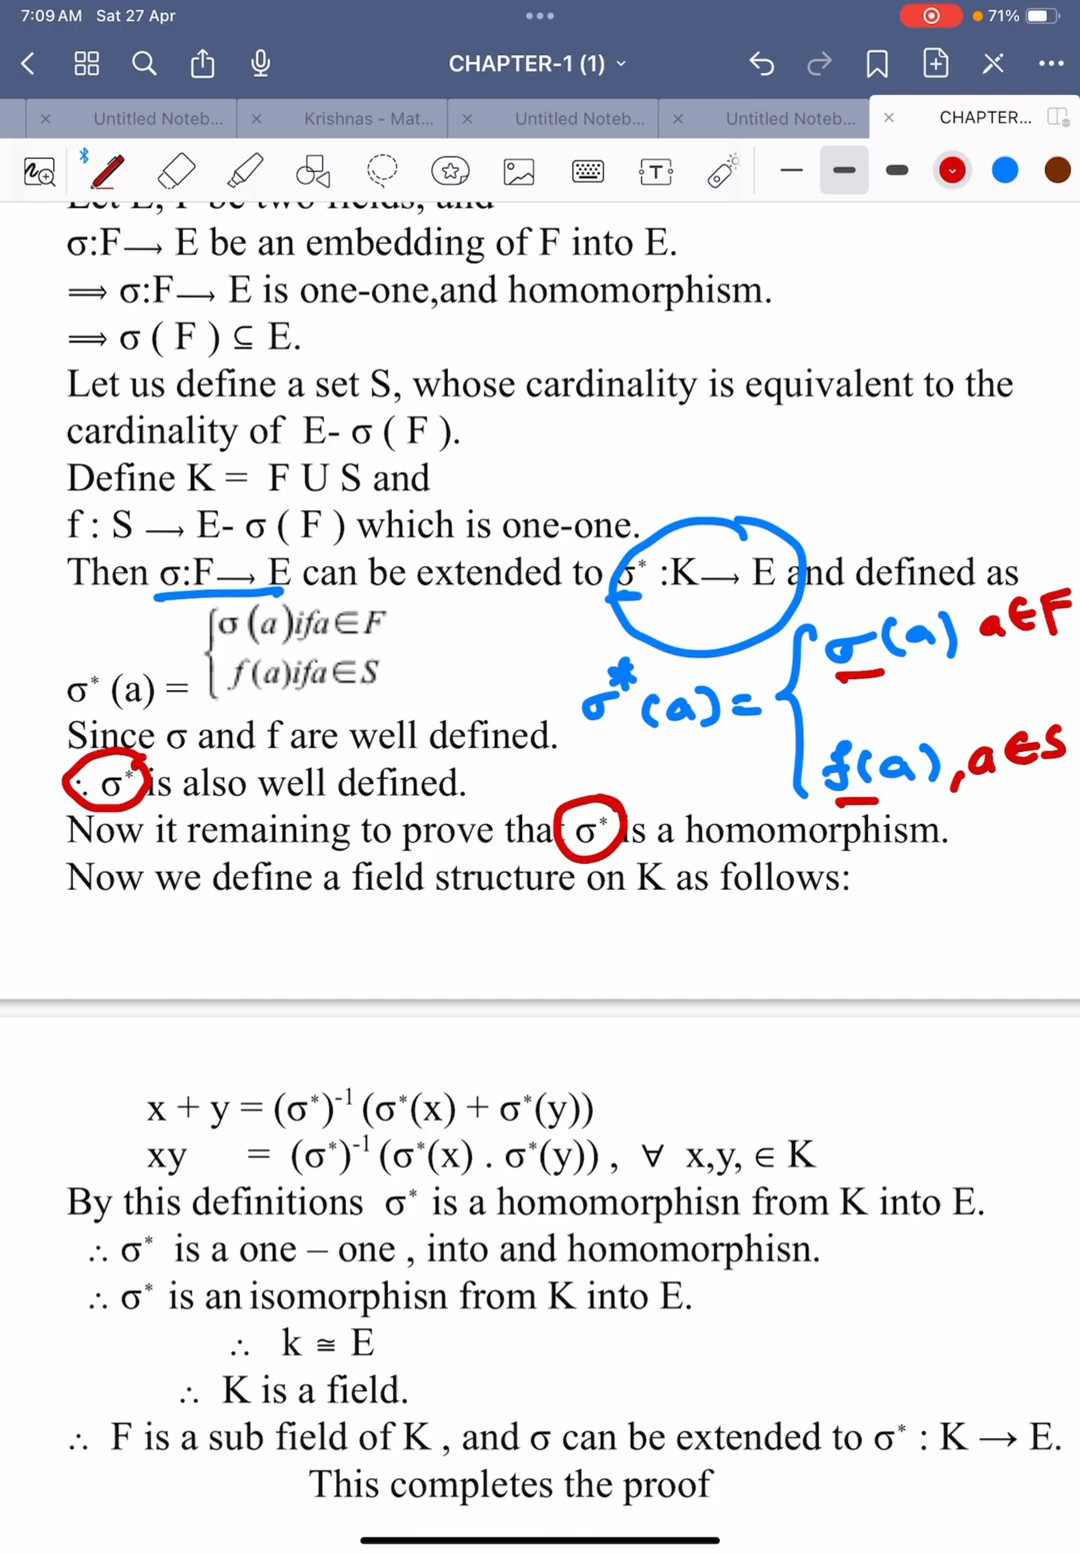 7:09 AM Sat 27 Apr
71%
CHAPTER-1 (1)
Untitled Noteb...
Krishnas - Mat...
Untitled Noteb...
Untitled Noteb...
CHAPTER...
Let E, F be two fields, and
σ:F⟶ E be an embedding of F into E.
⟹ σ:F⟶ E is one-one,and homomorphism.
⟹ σ ( F ) ⊆ E.
Let us define a set S, whose cardinality is equivalent to the
cardinality of E- σ ( F ).
Define K = F U S and
f : S ⟶ E- σ ( F ) which is one-one.
Then σ:F⟶ E can be extended to σ* :K⟶ E and defined as
σ* (a) = { σ (a)ifa∈F
f(a)ifa∈S
σ*(a) = { σ(a) a∈F
f(a), a∈S
Since σ and f are well defined.
∴ σ* is also well defined.
Now it remaining to prove that σ* is a homomorphism.
Now we define a field structure on K as follows:
x + y = (σ*)⁻¹ (σ*(x) + σ*(y))
xy = (σ*)⁻¹ (σ*(x) . σ*(y)) , ∀ x,y, ∈ K
By this definitions σ* is a homomorphisn from K into E.
∴ σ* is a one – one , into and homomorphisn.
∴ σ* is an isomorphisn from K into E.
∴ k ≅ E
∴ K is a field.
∴ F is a sub field of K , and σ can be extended to σ* : K → E.
This completes the proof